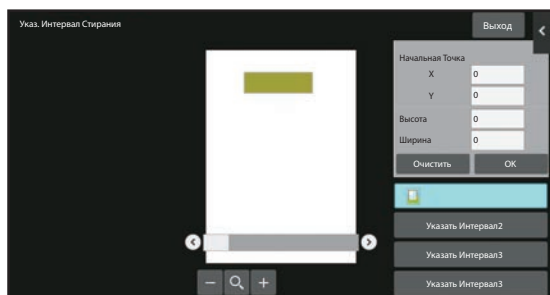 Указ. Интервал Стирания
Выход
Начальная Точка
X 0
Y 0
Высота 0
Ширина 0
Очистить OK
Указать Интервал2
Указать Интервал3
Указать Интервал3